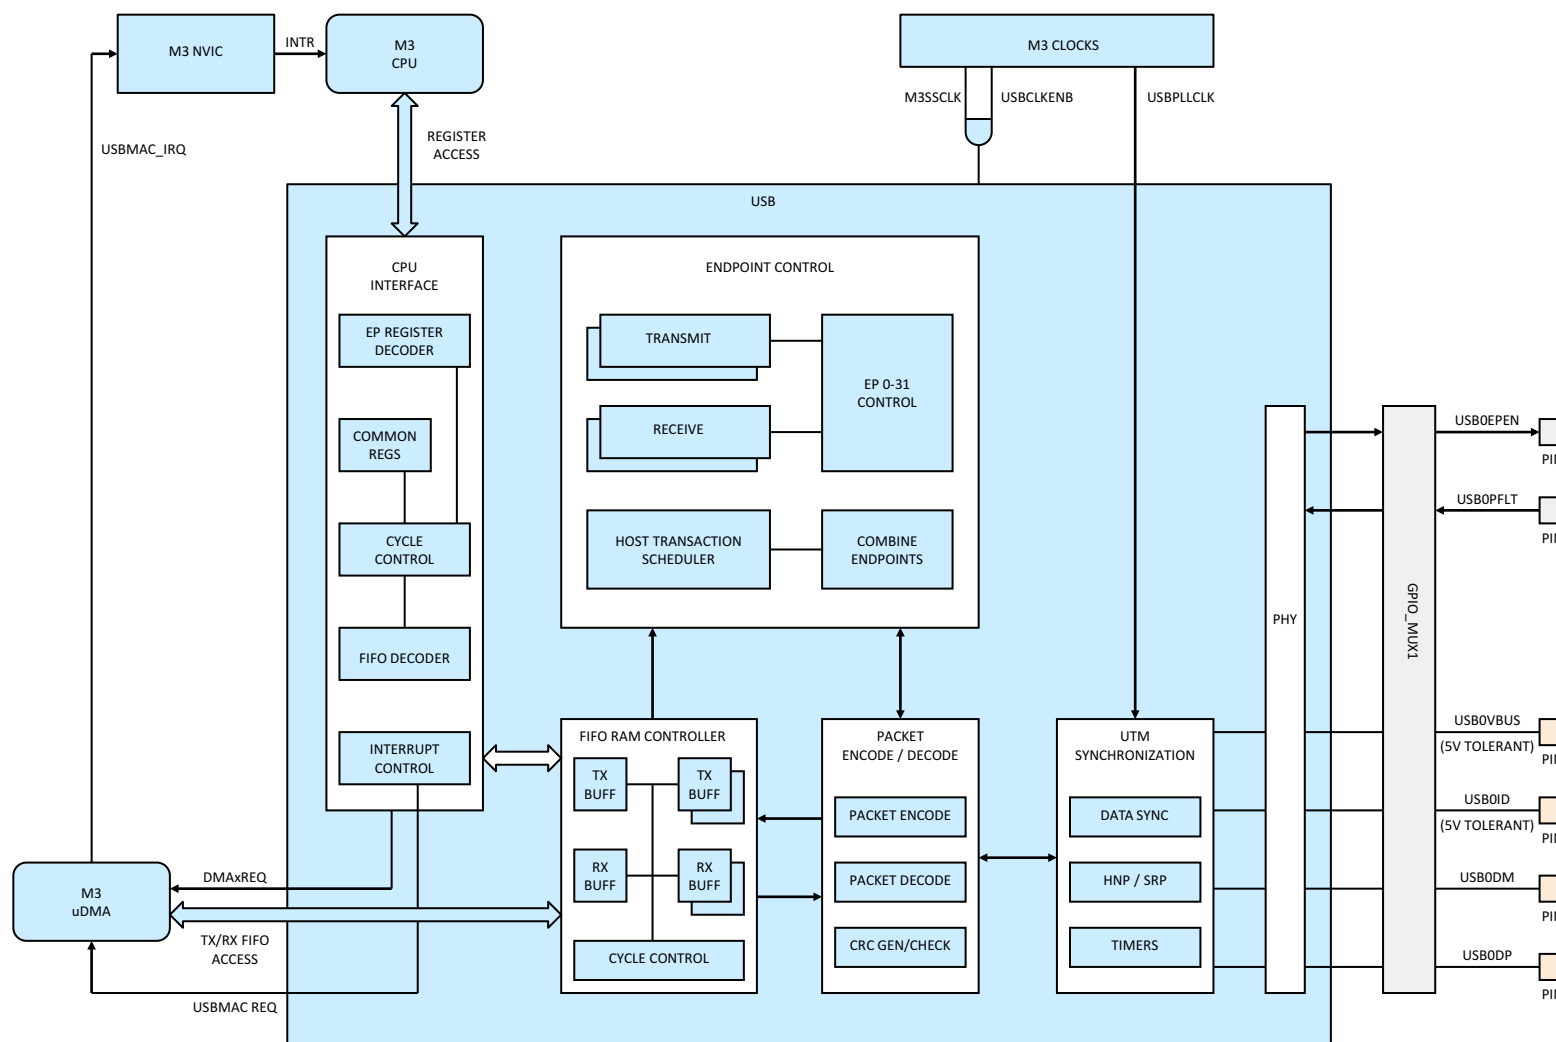 M3 NVIC
INTR
M3
CPU
M3 CLOCKS
M3SSCLK
USBCLKENB
USBPLLCLK
USBMAC_IRQ
REGISTER
ACCESS
USB
CPU
INTERFACE
EP REGISTER
DECODER
COMMON
REGS
CYCLE
CONTROL
FIFO DECODER
INTERRUPT
CONTROL
ENDPOINT CONTROL
TRANSMIT
RECEIVE
EP 0-31
CONTROL
HOST TRANSACTION
SCHEDULER
COMBINE
ENDPOINTS
FIFO RAM CONTROLLER
TX
BUFF
TX
BUFF
RX
BUFF
RX
BUFF
CYCLE CONTROL
PACKET
ENCODE / DECODE
PACKET ENCODE
PACKET DECODE
CRC GEN/CHECK
UTM
SYNCHRONIZATION
DATA SYNC
HNP / SRP
TIMERS
PHY
GPIO_MUX1
USB0EPEN
USB0PFLT
USB0VBUS
(5V TOLERANT)
USB0ID
(5V TOLERANT)
USB0DM
USB0DP
M3
uDMA
DMAxREQ
TX/RX FIFO
ACCESS
USBMAC REQ